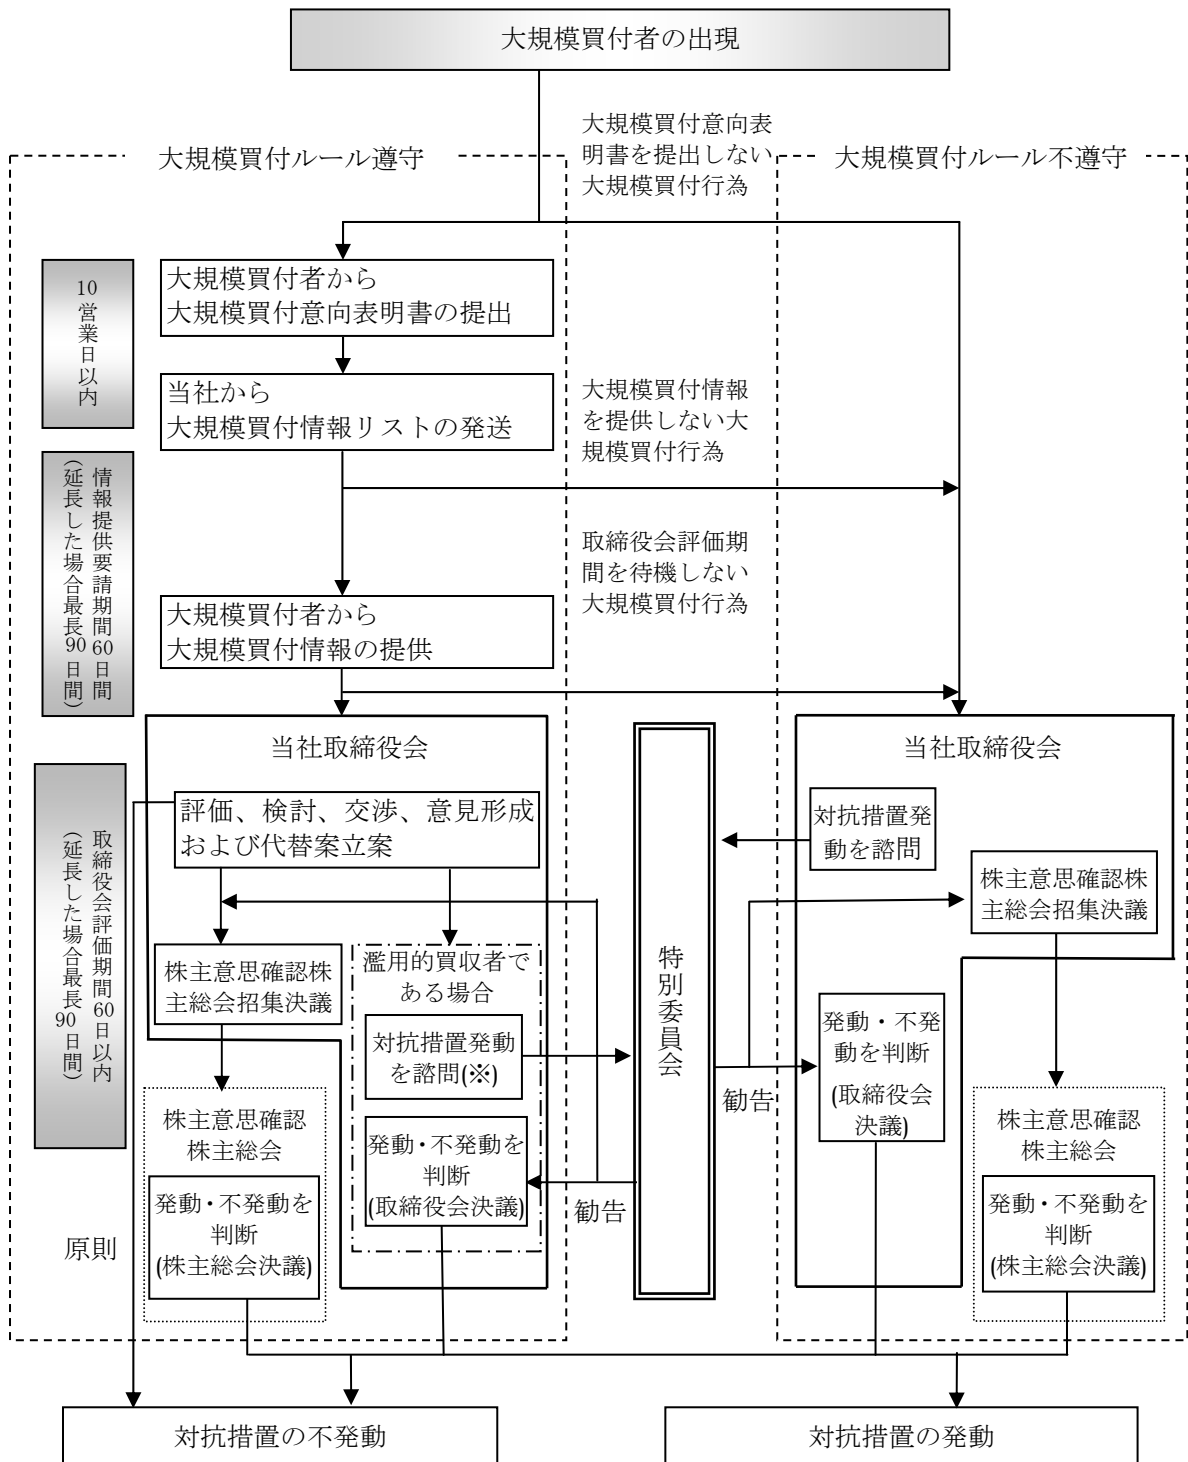 大規模買付者の出現
大規模買付意向表
明書を提出しない
大規模買付行為
大規模買付ルール遵守
大規模買付ルール不遵守
10営業日以内
大規模買付者から
大規模買付意向表明書の提出
当社から
大規模買付情報リストの発送
大規模買付情報
を提供しない大
規模買付行為
情報提供要請期間60日間
(延長した場合最長90日間)
取締役会評価期
間を待機しない
大規模買付行為
大規模買付者から
大規模買付情報の提供
当社取締役会
評価、検討、交渉、意見形成
および代替案立案
取締役会評価期間60日以内
(延長した場合最長90日間)
株主意思確認株
主総会招集決議
濫用的買収者で
ある場合
対抗措置発動
を諮問(※)
発動・不発動を
判断
(取締役会決議)
株主意思確認
株主総会
発動・不発動を
判断
(株主総会決議)
原則
勧告
特別委員会
勧告
当社取締役会
対抗措置発
動を諮問
株主意思確認株
主総会招集決議
発動・不発
動を判断
(取締役会
決議)
株主意思確認
株主総会
発動・不発動を
判断
(株主総会決議)
対抗措置の不発動
対抗措置の発動